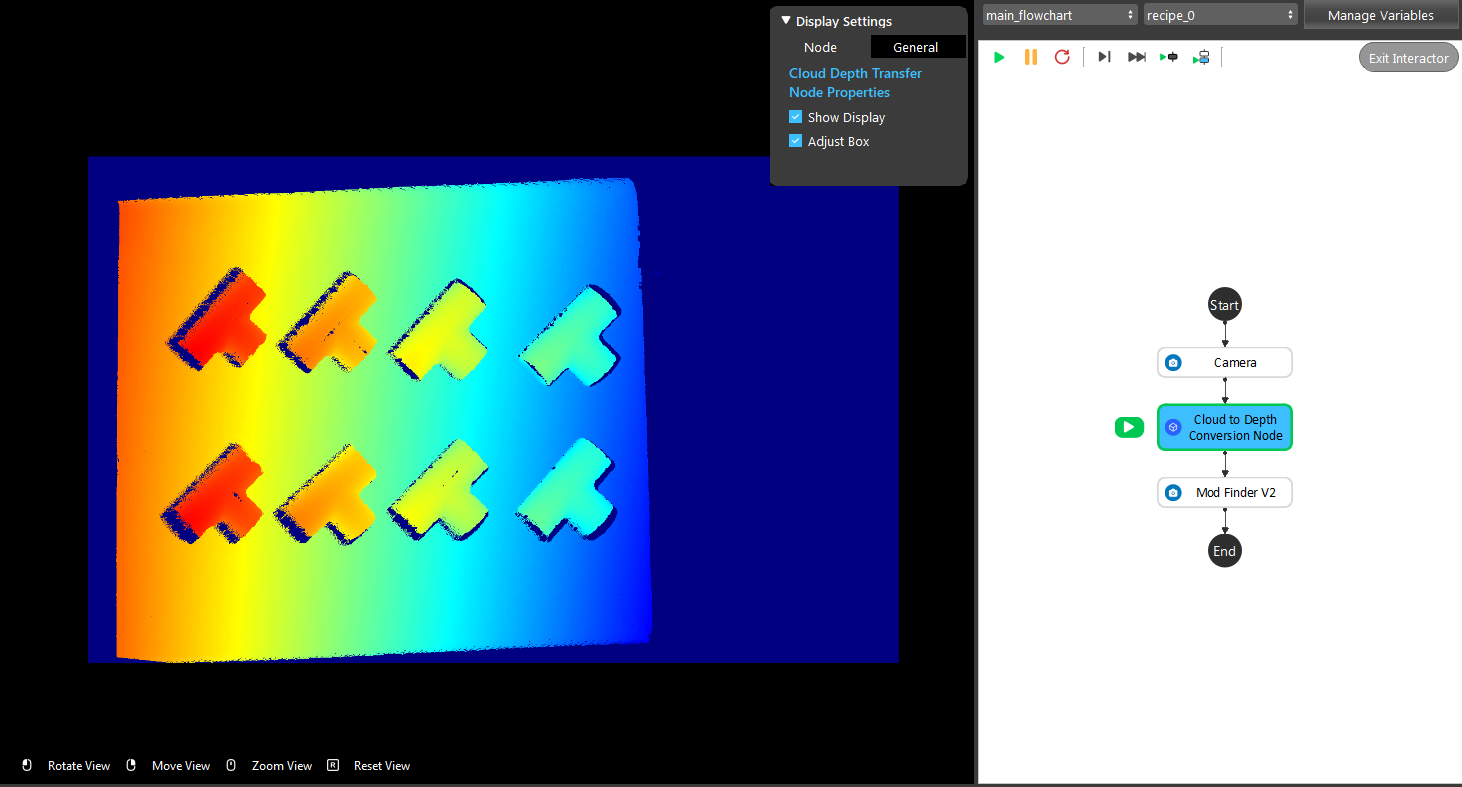 Display Settings
Node
General
Cloud Depth Transfer
Node Properties
Show Display
Adjust Box
Rotate View
Move View
Zoom View
R
Reset View
main_flowchart
recipe_0
Manage Variables
Exit Interactor
Start
Camera
Cloud to Depth
Conversion Node
Mod Finder V2
End